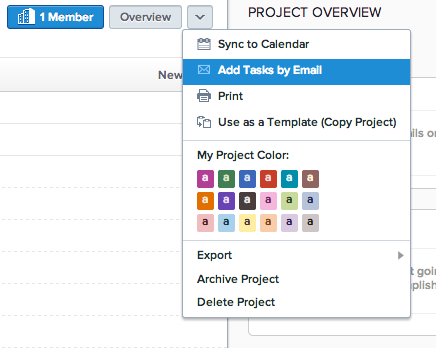 1 Member
Overview
PROJECT OVERVIEW
New
Sync to Calendar
Add Tasks by Email
Print
Use as a Template (Copy Project)
ils o
My Project Color:
a a a a a a
a a a a a a
a a a a a a
Export
t goi
Archive Project
plish
Delete Project